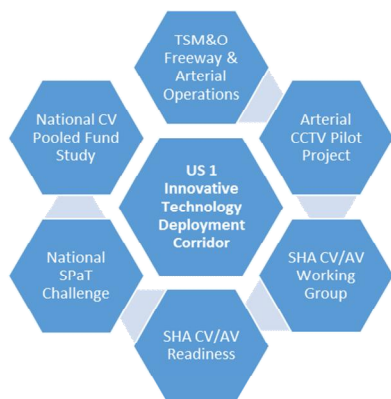 TSM&O
Freeway &
Arterial
Operations
National CV
Pooled Fund
Study
Arterial
CCTV Pilot
Project
US 1
Innovative
Technology
Deployment
Corridor
National
SPaT
Challenge
SHA CV/AV
Working
Group
SHA CV/AV
Readiness